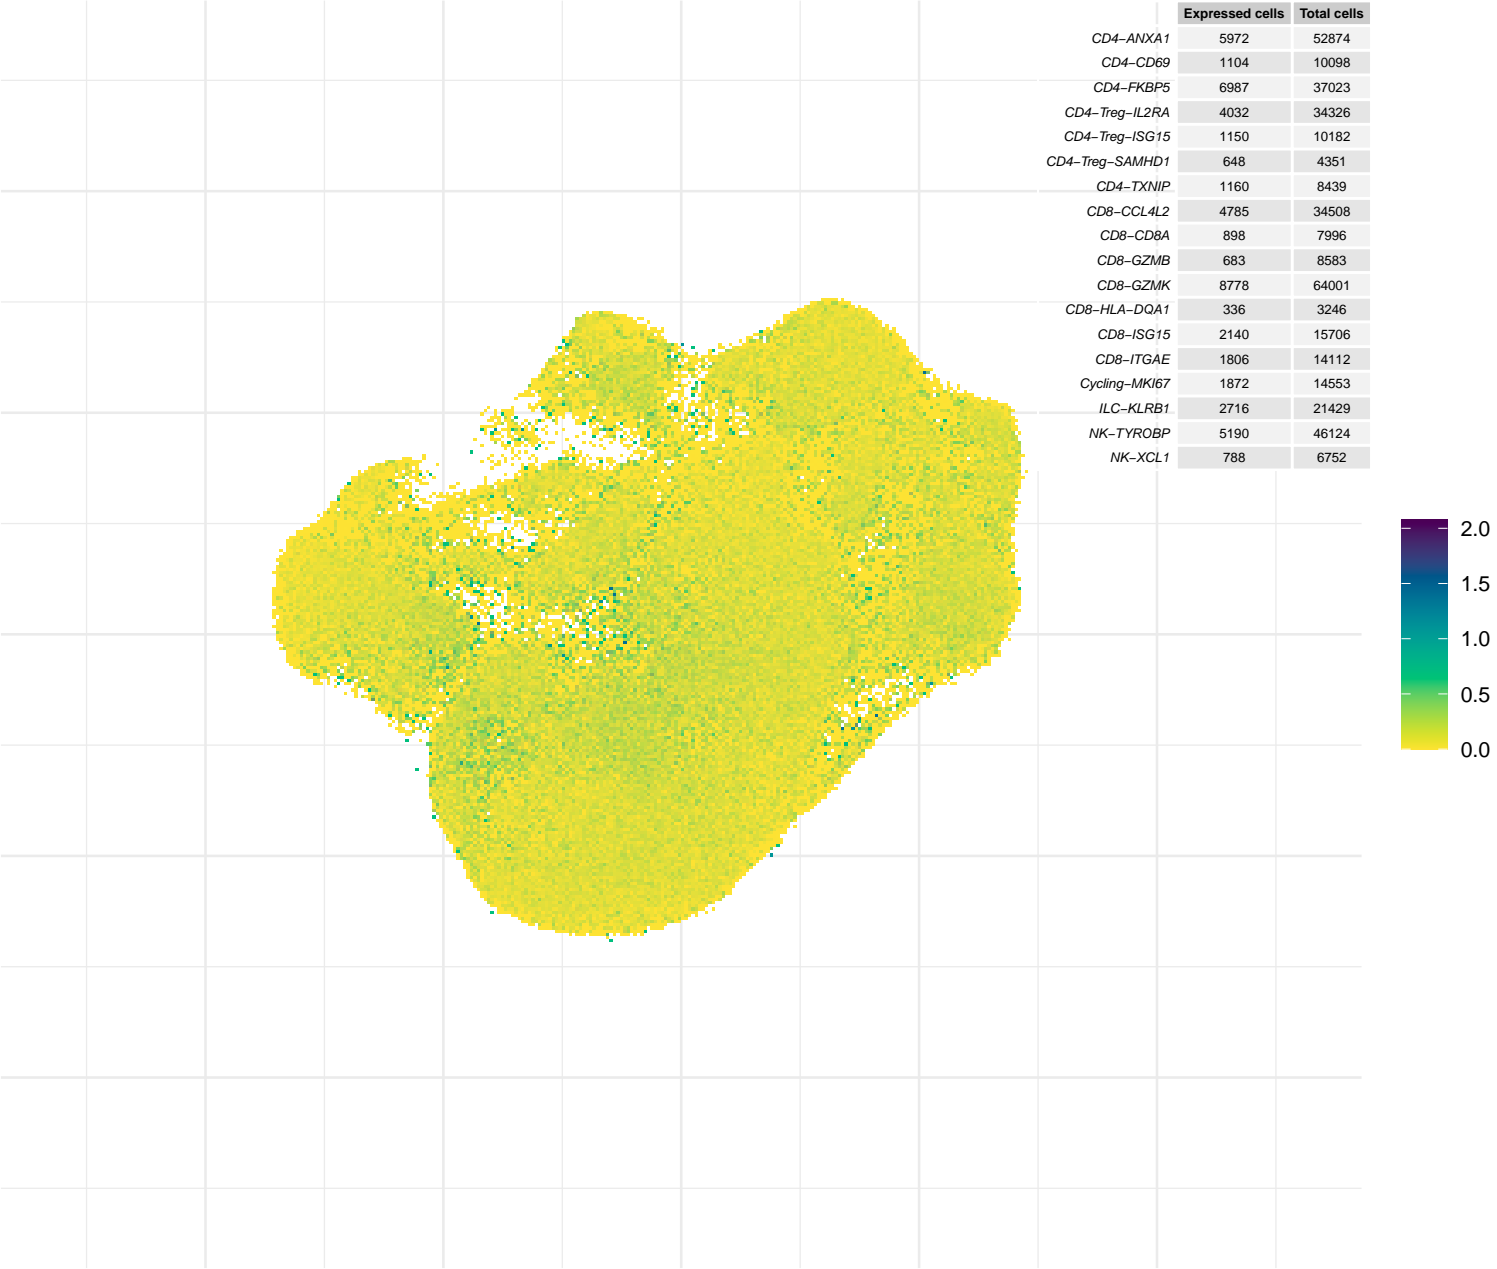 Expressed cells Total cells
CD4−ANXA1 5972 52874
CD4−CD69 1104 10098
CD4−FKBP5 6987 37023
CD4−Treg−IL2RA 4032 34326
CD4−Treg−ISG15 1150 10182
CD4−Treg−SAMHD1 648 4351
CD4−TXNIP 1160 8439
CD8−CCL4L2 4785 34508
CD8−CD8A 898 7996
CD8−GZMB 683 8583
CD8−GZMK 8778 64001
CD8−HLA−DQA1 336 3246
CD8−ISG15 2140 15706
CD8−ITGAE 1806 14112
Cycling−MKI67 1872 14553
ILC−KLRB1 2716 21429
NK−TYROBP 5190 46124
NK−XCL1 788 6752
2.0
1.5
1.0
0.5
0.0